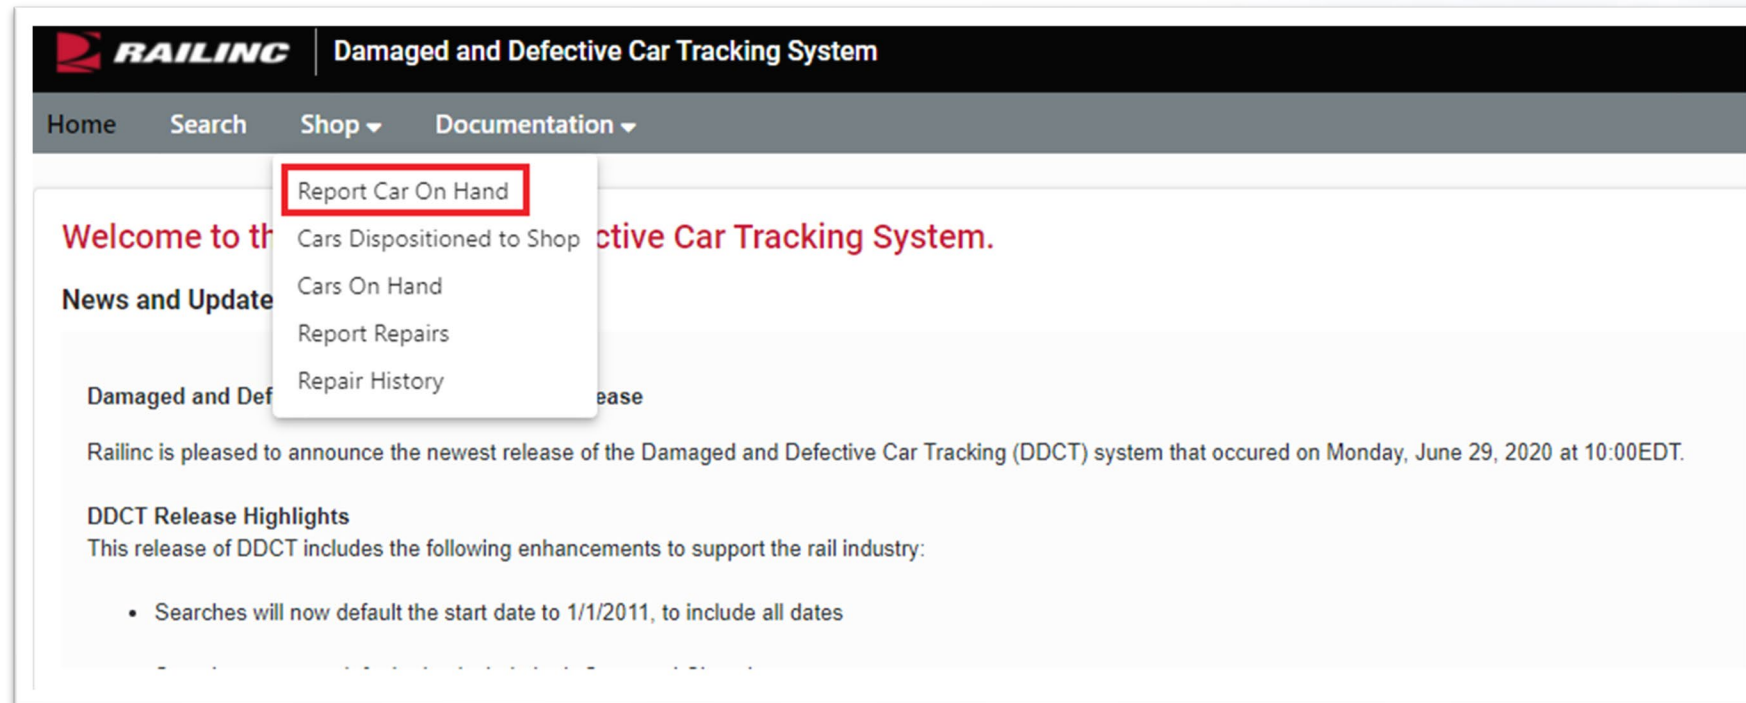 RAILINC
Damaged and Defective Car Tracking System
Home Search Shop Documentation
Report Car On Hand
Cars Dispositioned to Shop
Cars On Hand
Report Repairs
Repair History
Welcome to th ctive Car Tracking System.
News and Update
Damaged and Def ease
Railinc is pleased to announce the newest release of the Damaged and Defective Car Tracking (DDCT) system that occured on Monday, June 29, 2020 at 10:00EDT.
DDCT Release Highlights
This release of DDCT includes the following enhancements to support the rail industry:
• Searches will now default the start date to 1/1/2011, to include all dates